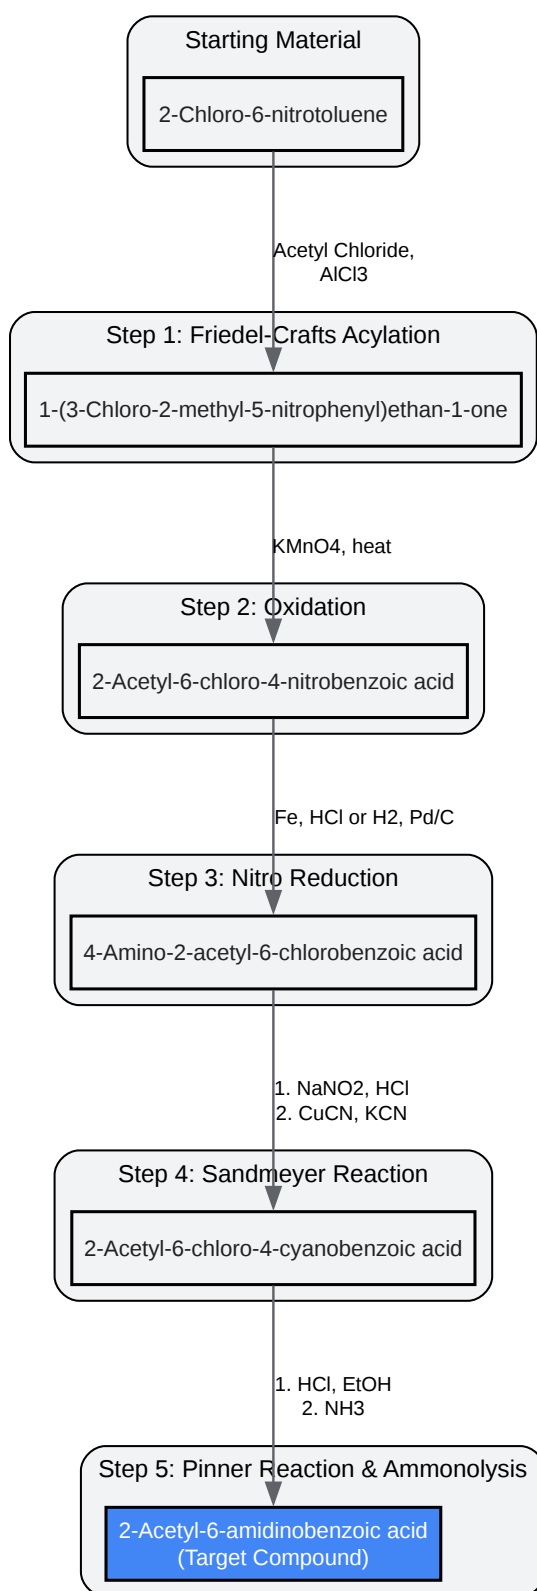 Starting Material
2-Chloro-6-nitrotoluene
Acetyl Chloride,
AlCl3
Step 1: Friedel-Crafts Acylation
1-(3-Chloro-2-methyl-5-nitrophenyl)ethan-1-one
KMnO4, heat
Step 2: Oxidation
2-Acetyl-6-chloro-4-nitrobenzoic acid
Fe, HCl or H2, Pd/C
Step 3: Nitro Reduction
4-Amino-2-acetyl-6-chlorobenzoic acid
1. NaNO2, HCl
2. CuCN, KCN
Step 4: Sandmeyer Reaction
2-Acetyl-6-chloro-4-cyanobenzoic acid
1. HCl, EtOH
2. NH3
Step 5: Pinner Reaction & Ammonolysis
2-Acetyl-6-amidinobenzoic acid
(Target Compound)